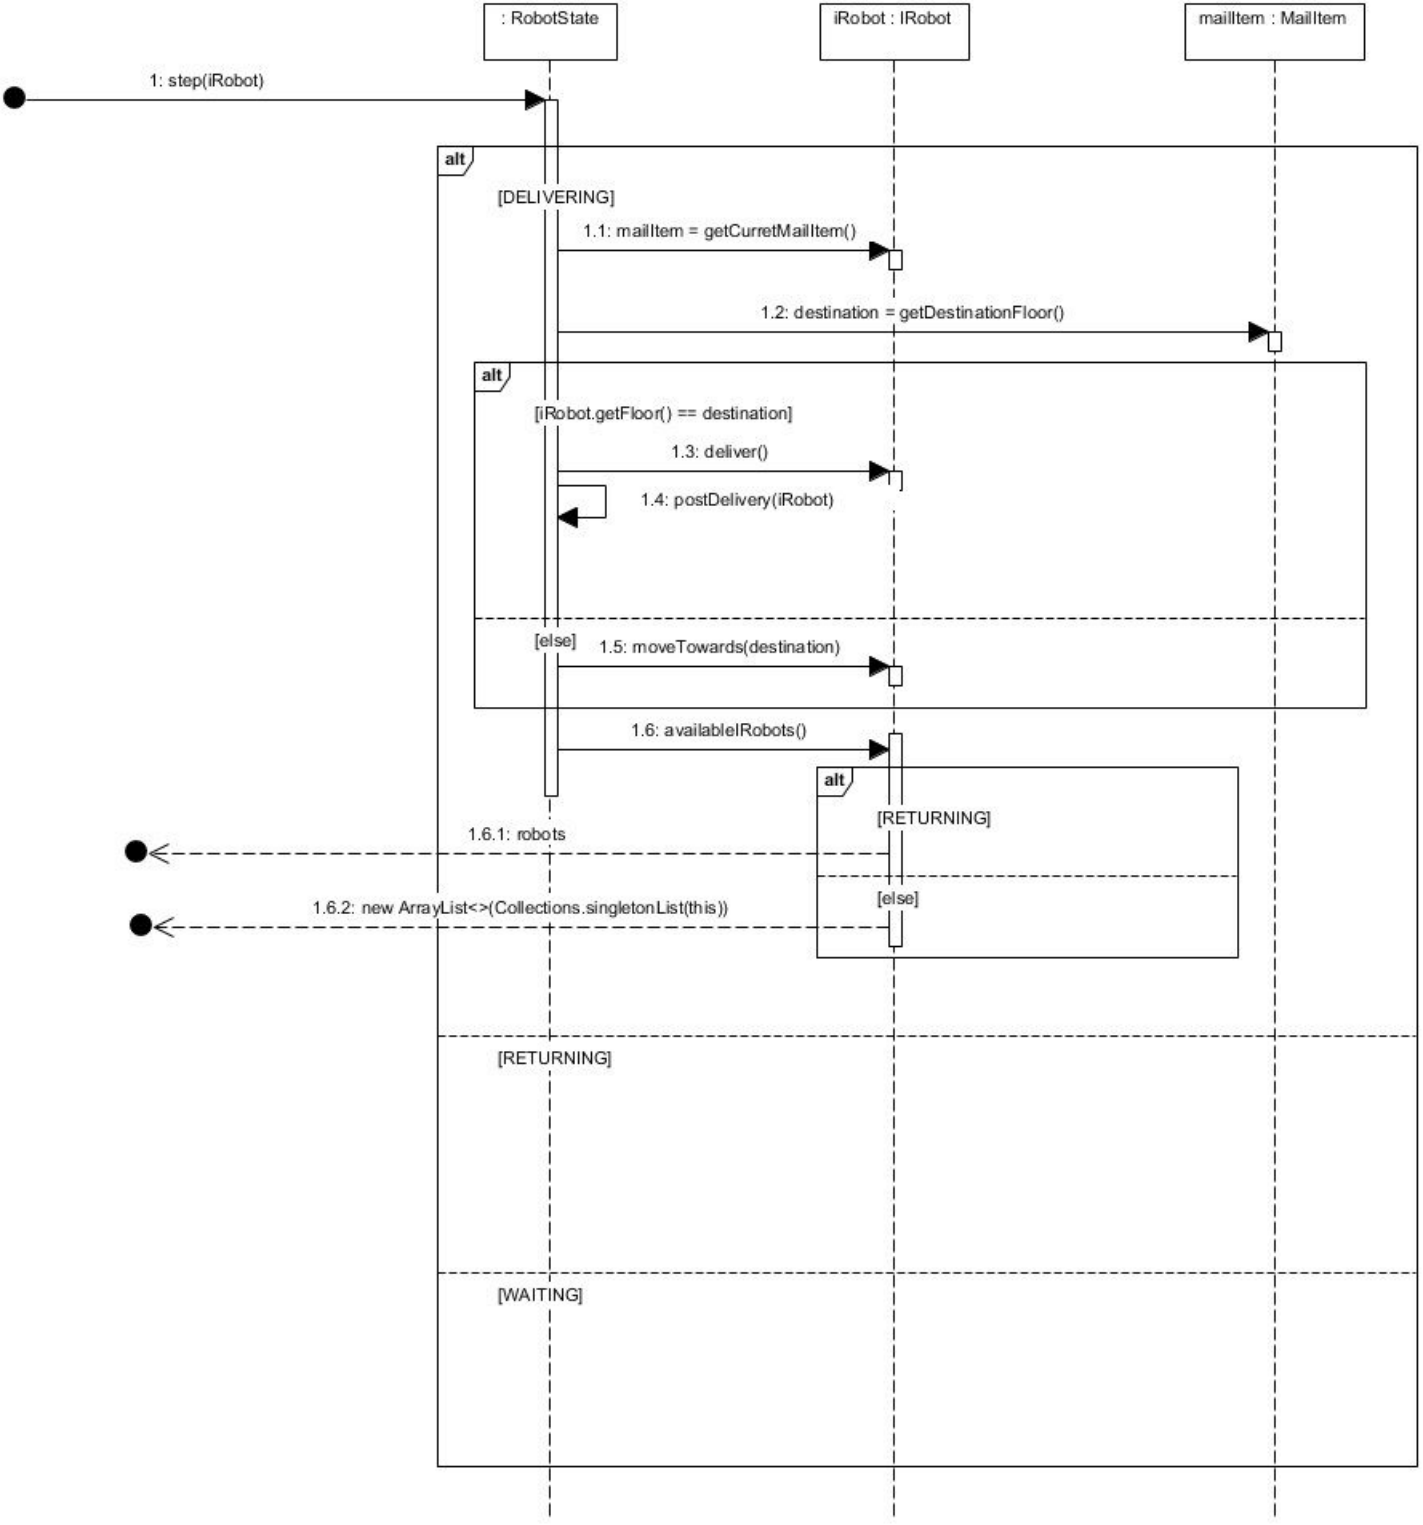 : RobotState
iRobot : IRobot
mailItem : MailItem
1: step(iRobot)
alt
[DELIVERING]
1.1: mailItem = getCurretMailItem()
1.2: destination = getDestinationFloor()
alt
[iRobot.getFloor() == destination]
1.3: deliver()
1.4: postDelivery(iRobot)
[else]
1.5: moveTowards(destination)
1.6: availableIRobots()
alt
[RETURNING]
1.6.1: robots
[else]
1.6.2: new ArrayList<>(Collections.singletonList(this))
[RETURNING]
[WAITING]